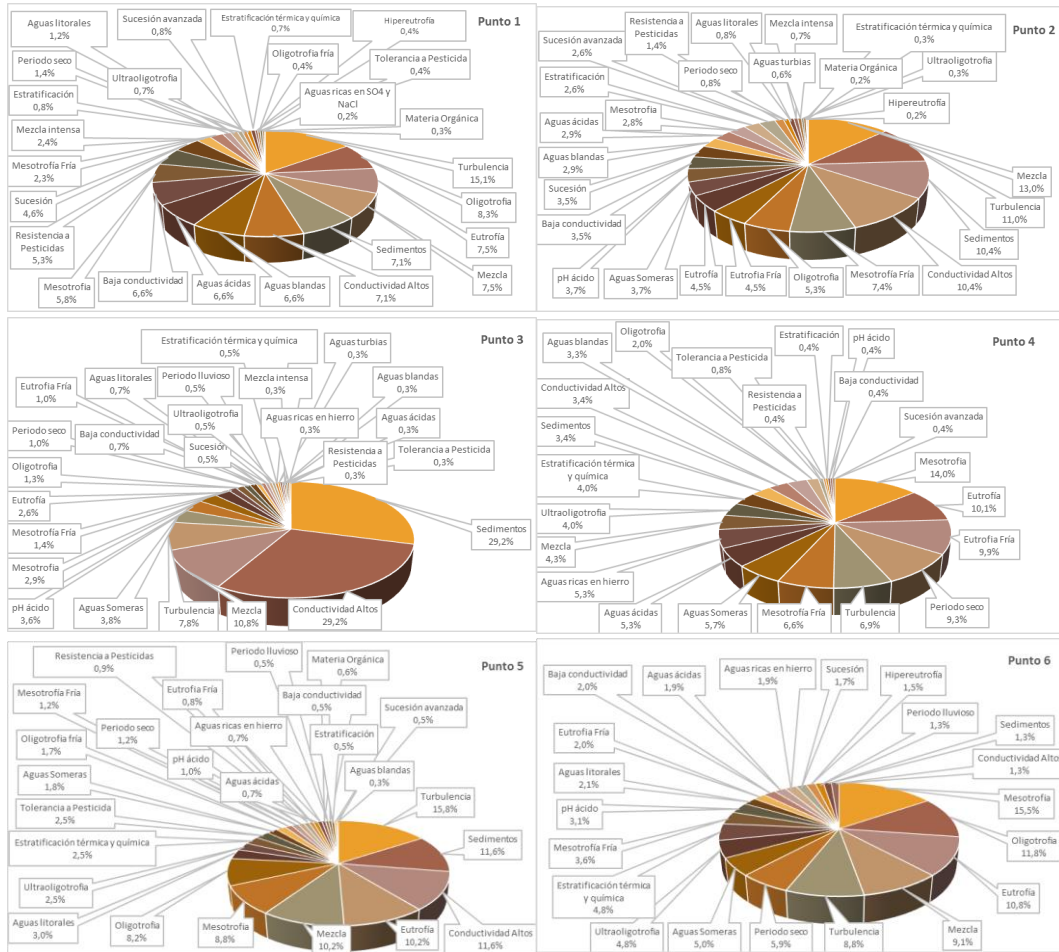 Punto 1
Aguas litorales
1,2%
Sucesión avanzada
0,8%
Estratificación térmica y química
0,7%
Hipereutrofía
0,4%
Periodo seco
1,4%
Ultraoligotrofia
0,7%
Oligotrofia fría
0,4%
Tolerancia a Pesticida
0,4%
Estratificación
0,8%
Aguas ricas en SO4 y
NaCl
0,2%
Materia Orgánica
0,3%
Mezcla intensa
2,4%
Mesotrofía Fría
2,3%
Turbulencia
15,1%
Sucesión
4,6%
Oligotrofia
8,3%
Resistencia a
Pesticidas
5,3%
Eutrofía
7,5%
Mesotrofia
5,8%
Baja conductividad
6,6%
Aguas ácidas
6,6%
Aguas blandas
6,6%
Sedimentos
7,1%
Conductividad Altos
7,1%
Mezcla
7,5%
Punto 2
Sucesión avanzada
2,6%
Resistencia a
Pesticidas
1,4%
Aguas litorales
0,8%
Mezcla intensa
0,7%
Estratificación térmica y química
0,3%
Estratificación
2,6%
Periodo seco
0,8%
Aguas turbias
0,6%
Materia Orgánica
0,2%
Ultraoligotrofia
0,3%
Aguas ácidas
2,9%
Mesotrofia
2,8%
Hipereutrofía
0,2%
Aguas blandas
2,9%
Sucesión
3,5%
Baja conductividad
3,5%
Mezcla
13,0%
Turbulencia
11,0%
Sedimentos
10,4%
pH ácido
3,7%
Aguas Someras
3,7%
Eutrofía
4,5%
Eutrofia Fría
4,5%
Oligotrofia
5,3%
Mesotrofía Fría
7,4%
Conductividad Altos
10,4%
Punto 3
Estratificación térmica y química
0,5%
Aguas turbias
0,3%
Eutrofia Fría
1,0%
Aguas litorales
0,7%
Periodo lluvioso
0,5%
Mezcla intensa
0,3%
Aguas blandas
0,3%
Periodo seco
1,0%
Baja conductividad
0,7%
Ultraoligotrofia
0,5%
Aguas ricas en hierro
0,3%
Aguas ácidas
0,3%
Oligotrofia
1,3%
Sucesión
0,5%
Resistencia a
Pesticidas
0,3%
Tolerancia a Pesticida
0,3%
Eutrofía
2,6%
Mesotrofía Fría
1,4%
Mesotrofia
2,9%
pH ácido
3,6%
Aguas Someras
3,8%
Turbulencia
7,8%
Mezcla
10,8%
Conductividad Altos
29,2%
Sedimentos
29,2%
Punto 4
Aguas blandas
3,3%
Oligotrofia
2,0%
Estratificación
0,4%
pH ácido
0,4%
Tolerancia a Pesticida
0,8%
Conductividad Altos
3,4%
Resistencia a
Pesticidas
0,4%
Baja conductividad
0,4%
Sedimentos
3,4%
Sucesión avanzada
0,4%
Estratificación térmica
y química
4,0%
Mesotrofia
14,0%
Ultraoligotrofia
4,0%
Eutrofía
10,1%
Mezcla
4,3%
Eutrofia Fría
9,9%
Aguas ricas en hierro
5,3%
Aguas ácidas
5,3%
Aguas Someras
5,7%
Mesotrofía Fría
6,6%
Turbulencia
6,9%
Periodo seco
9,3%
Punto 5
Resistencia a Pesticidas
0,9%
Periodo lluvioso
0,5%
Materia Orgánica
0,6%
Mesotrofía Fría
1,2%
Eutrofia Fría
0,8%
Baja conductividad
0,5%
Sucesión avanzada
0,5%
Oligotrofia fría
1,7%
Periodo seco
1,2%
Aguas ricas en hierro
0,7%
Estratificación
0,5%
Aguas Someras
1,8%
pH ácido
1,0%
Aguas ácidas
0,7%
Aguas blandas
0,3%
Tolerancia a Pesticida
2,5%
Turbulencia
15,8%
Estratificación térmica y química
2,5%
Sedimentos
11,6%
Ultraoligotrofia
2,5%
Aguas litorales
3,0%
Oligotrofia
8,2%
Mesotrofia
8,8%
Mezcla
10,2%
Eutrofía
10,2%
Conductividad Altos
11,6%
Punto 6
Baja conductividad
2,0%
Aguas ácidas
1,9%
Aguas ricas en hierro
1,9%
Sucesión
1,7%
Hipereutrofía
1,5%
Eutrofia Fría
2,0%
Periodo lluvioso
1,3%
Sedimentos
1,3%
Aguas litorales
2,1%
Conductividad Altos
1,3%
pH ácido
3,1%
Mesotrofia
15,5%
Mesotrofía Fría
3,6%
Oligotrofia
11,8%
Estratificación térmica y
química
4,8%
Eutrofía
10,8%
Ultraoligotrofia
4,8%
Aguas Someras
5,0%
Periodo seco
5,9%
Turbulencia
8,8%
Mezcla
9,1%